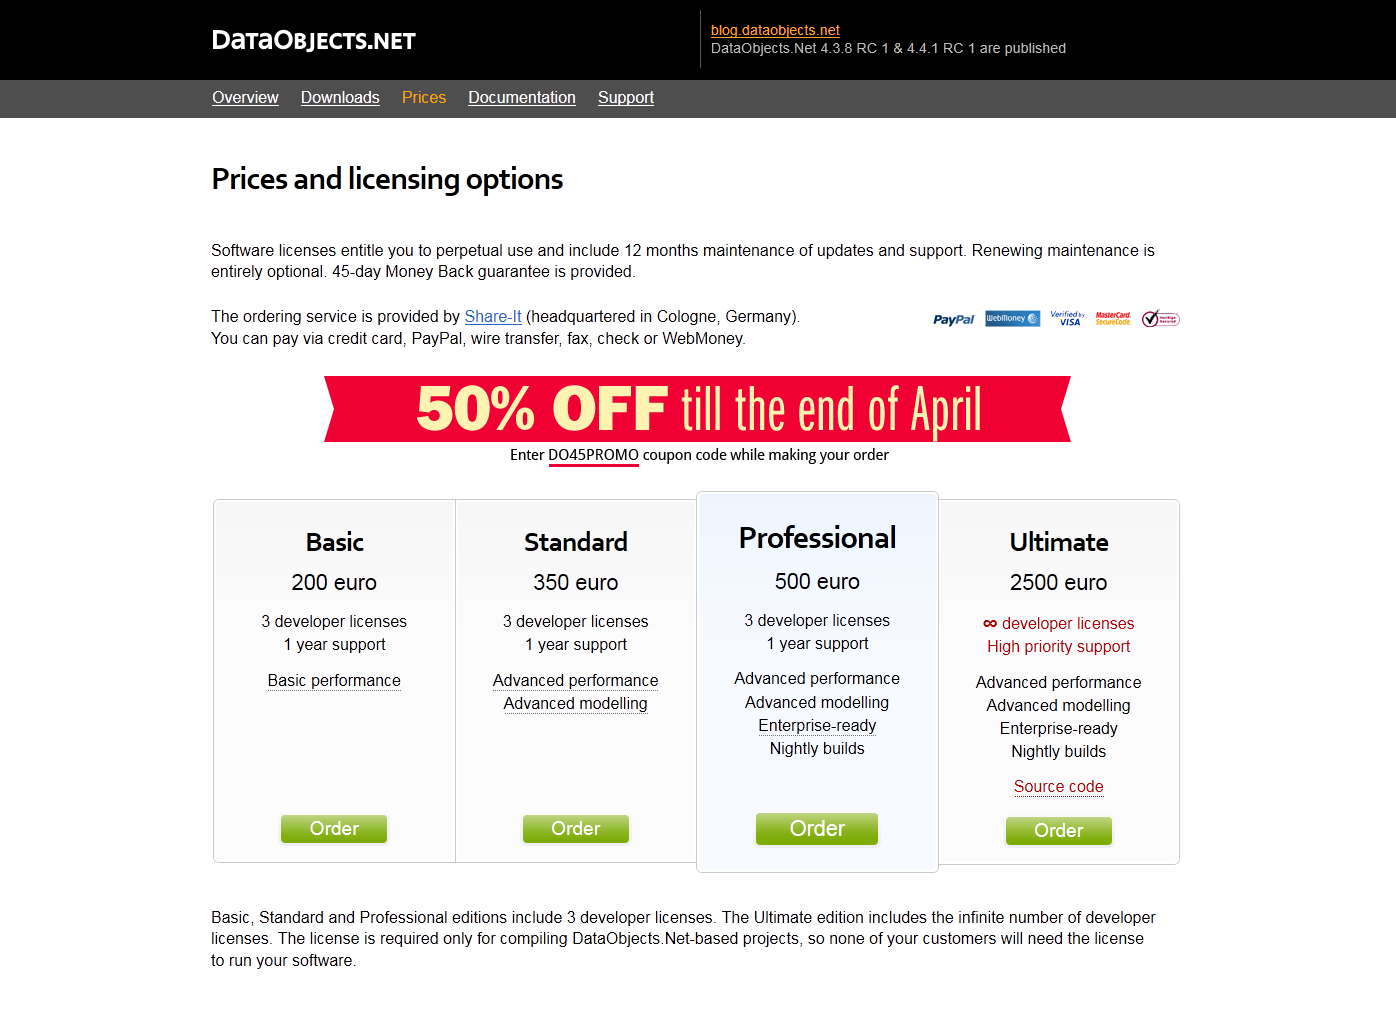 DataObjects.NET
blog.dataobjects.net
DataObjects.Net 4.3.8 RC 1 & 4.4.1 RC 1 are published
Overview Downloads Prices Documentation Support
Prices and licensing options
Software licenses entitle you to perpetual use and include 12 months maintenance of updates and support. Renewing maintenance is
entirely optional. 45-day Money Back guarantee is provided.
The ordering service is provided by Share-It (headquartered in Cologne, Germany).
You can pay via credit card, PayPal, wire transfer, fax, check or WebMoney.
PayPal
WebMoney
Verified by
VISA
MasterCard.
SecureCode.
VeriSign
Secured
50% OFF till the end of April
Enter DO45PROMO coupon code while making your order
Basic
200 euro
3 developer licenses
1 year support
Basic performance
Order
Standard
350 euro
3 developer licenses
1 year support
Advanced performance
Advanced modelling
Order
Professional
500 euro
3 developer licenses
1 year support
Advanced performance
Advanced modelling
Enterprise-ready
Nightly builds
Order
Ultimate
2500 euro
∞ developer licenses
High priority support
Advanced performance
Advanced modelling
Enterprise-ready
Nightly builds
Source code
Order
Basic, Standard and Professional editions include 3 developer licenses. The Ultimate edition includes the infinite number of developer
licenses. The license is required only for compiling DataObjects.Net-based projects, so none of your customers will need the license
to run your software.